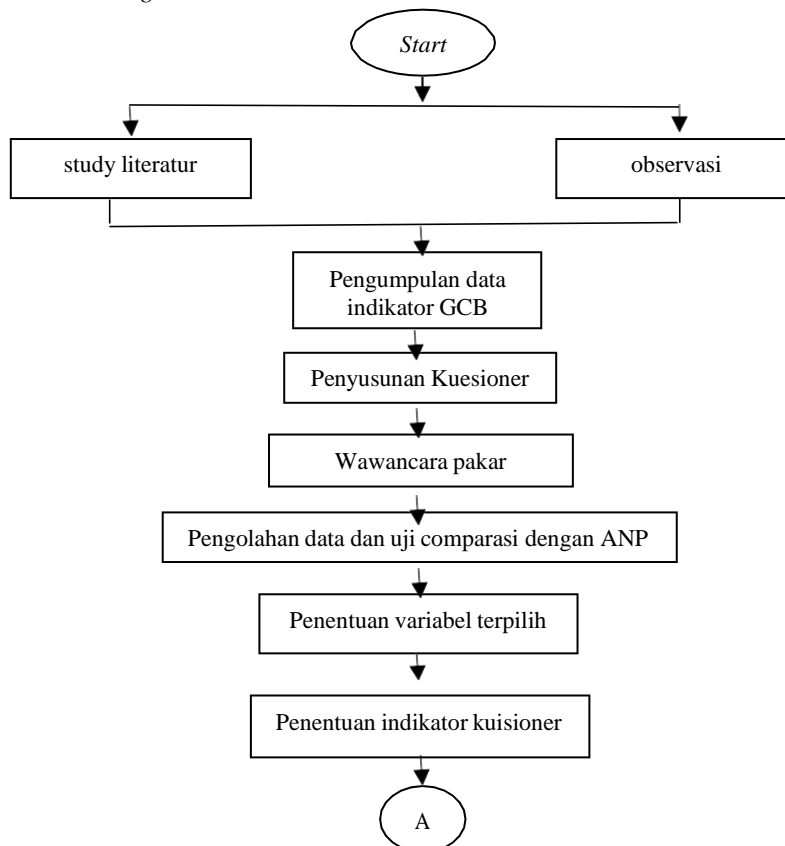 Start
study literatur
observasi
Pengumpulan data
indikator GCB
Penyusunan Kuesioner
Wawancara pakar
Pengolahan data dan uji comparasi dengan ANP
Penentuan variabel terpilih
Penentuan indikator kuisioner
A